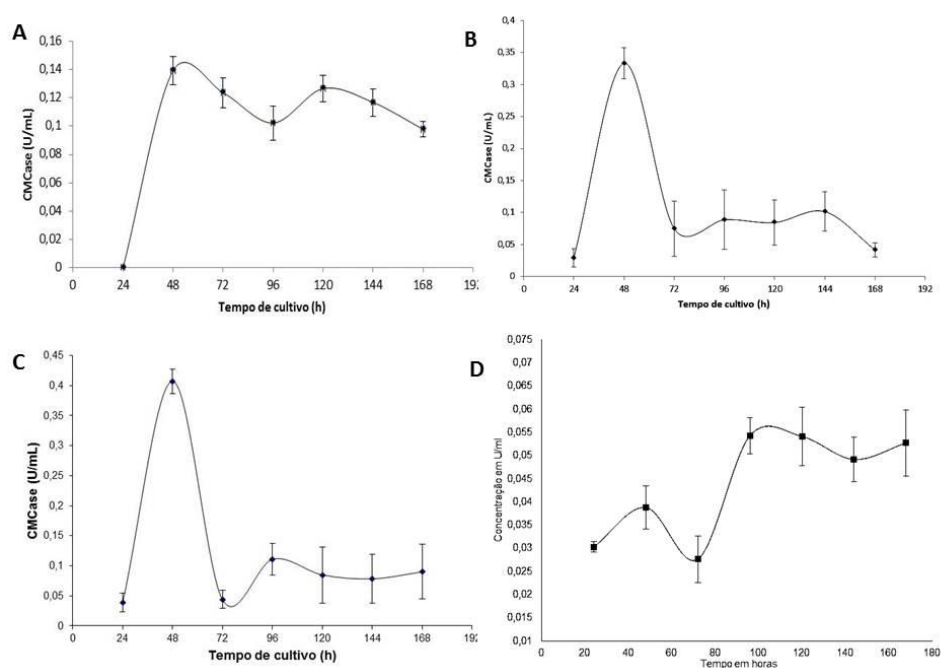 A
CMCase (U/mL)
0,16
0,14
0,12
0,1
0,08
0,06
0,04
0,02
0
0 24 48 72 96 120 144 168 19
Tempo de cultivo (h)
B
CMCase (U/mL)
0,4
0,35
0,3
0,25
0,2
0,15
0,1
0,05
0
0 24 48 72 96 120 144 168 192
Tempo de cultivo (h)
C
CMCase (U/mL)
0,45
0,4
0,35
0,3
0,25
0,2
0,15
0,1
0,05
0
0 24 48 72 96 120 144 168 192
Tempo de cultivo (h)
D
Concentração em U/ml
0,075
0,07
0,065
0,06
0,055
0,05
0,045
0,04
0,035
0,03
0,025
0,02
0,015
0,01
0 20 40 60 80 100 120 140 160 180
Tempo em horas